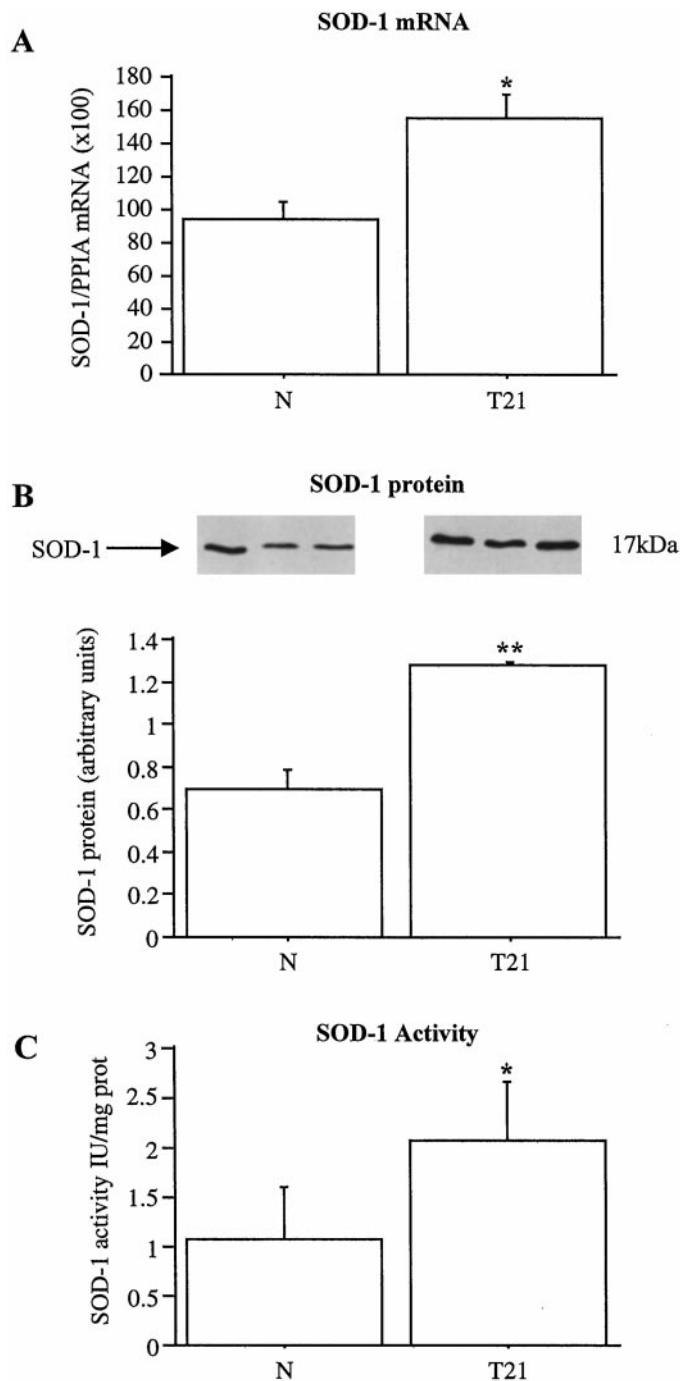 A
SOD-1 mRNA
SOD-1/PPIA mRNA (x100)
180
160
140
120
100
80
60
40
20
0
*
N
T21
B
SOD-1 protein
SOD-1
17kDa
SOD-1 protein (arbitrary units)
1.4
1.2
1
0.8
0.6
0.4
0.2
0
**
N
T21
C
SOD-1 Activity
SOD-1 activity IU/mg prot
3
2.5
2
1.5
1
0.5
0
*
N
T21